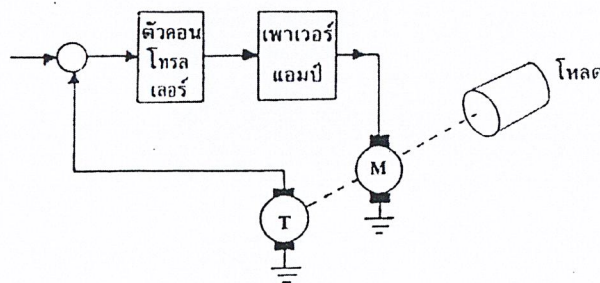 ตัวคอน
โทรล
เลอร์
เพาเวอร์
แอมป์
โหลด
M
T